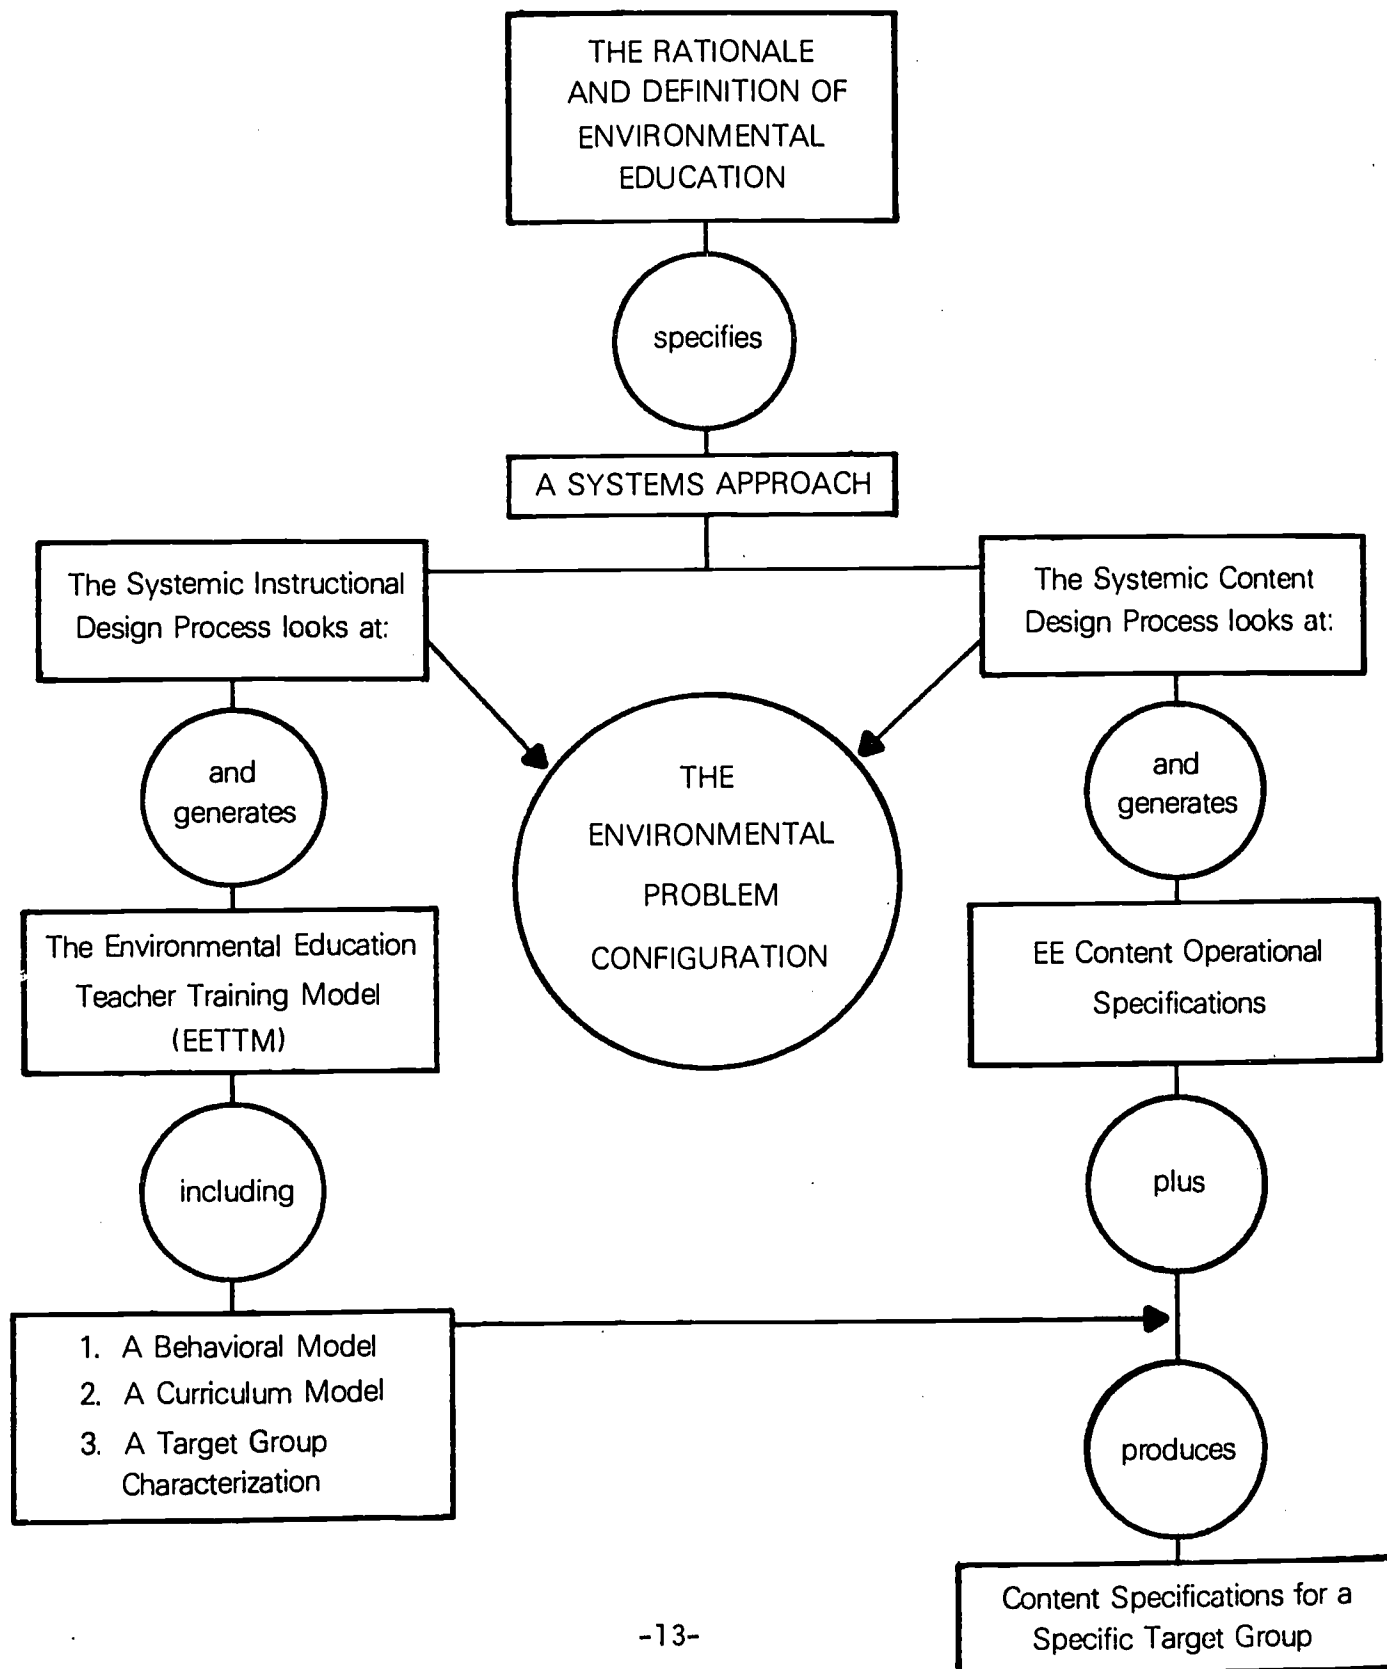 THE RATIONALE
AND DEFINITION OF
ENVIRONMENTAL
EDUCATION
specifies
A SYSTEMS APPROACH
The Systemic Instructional
Design Process looks at:
The Systemic Content
Design Process looks at:
THE
ENVIRONMENTAL
PROBLEM
CONFIGURATION
and
generates
and
generates
The Environmental Education
Teacher Training Model
(EETTM)
EE Content Operational
Specifications
including
plus
1. A Behavioral Model
2. A Curriculum Model
3. A Target Group
Characterization
produces
Content Specifications for a
Specific Target Group
-13-